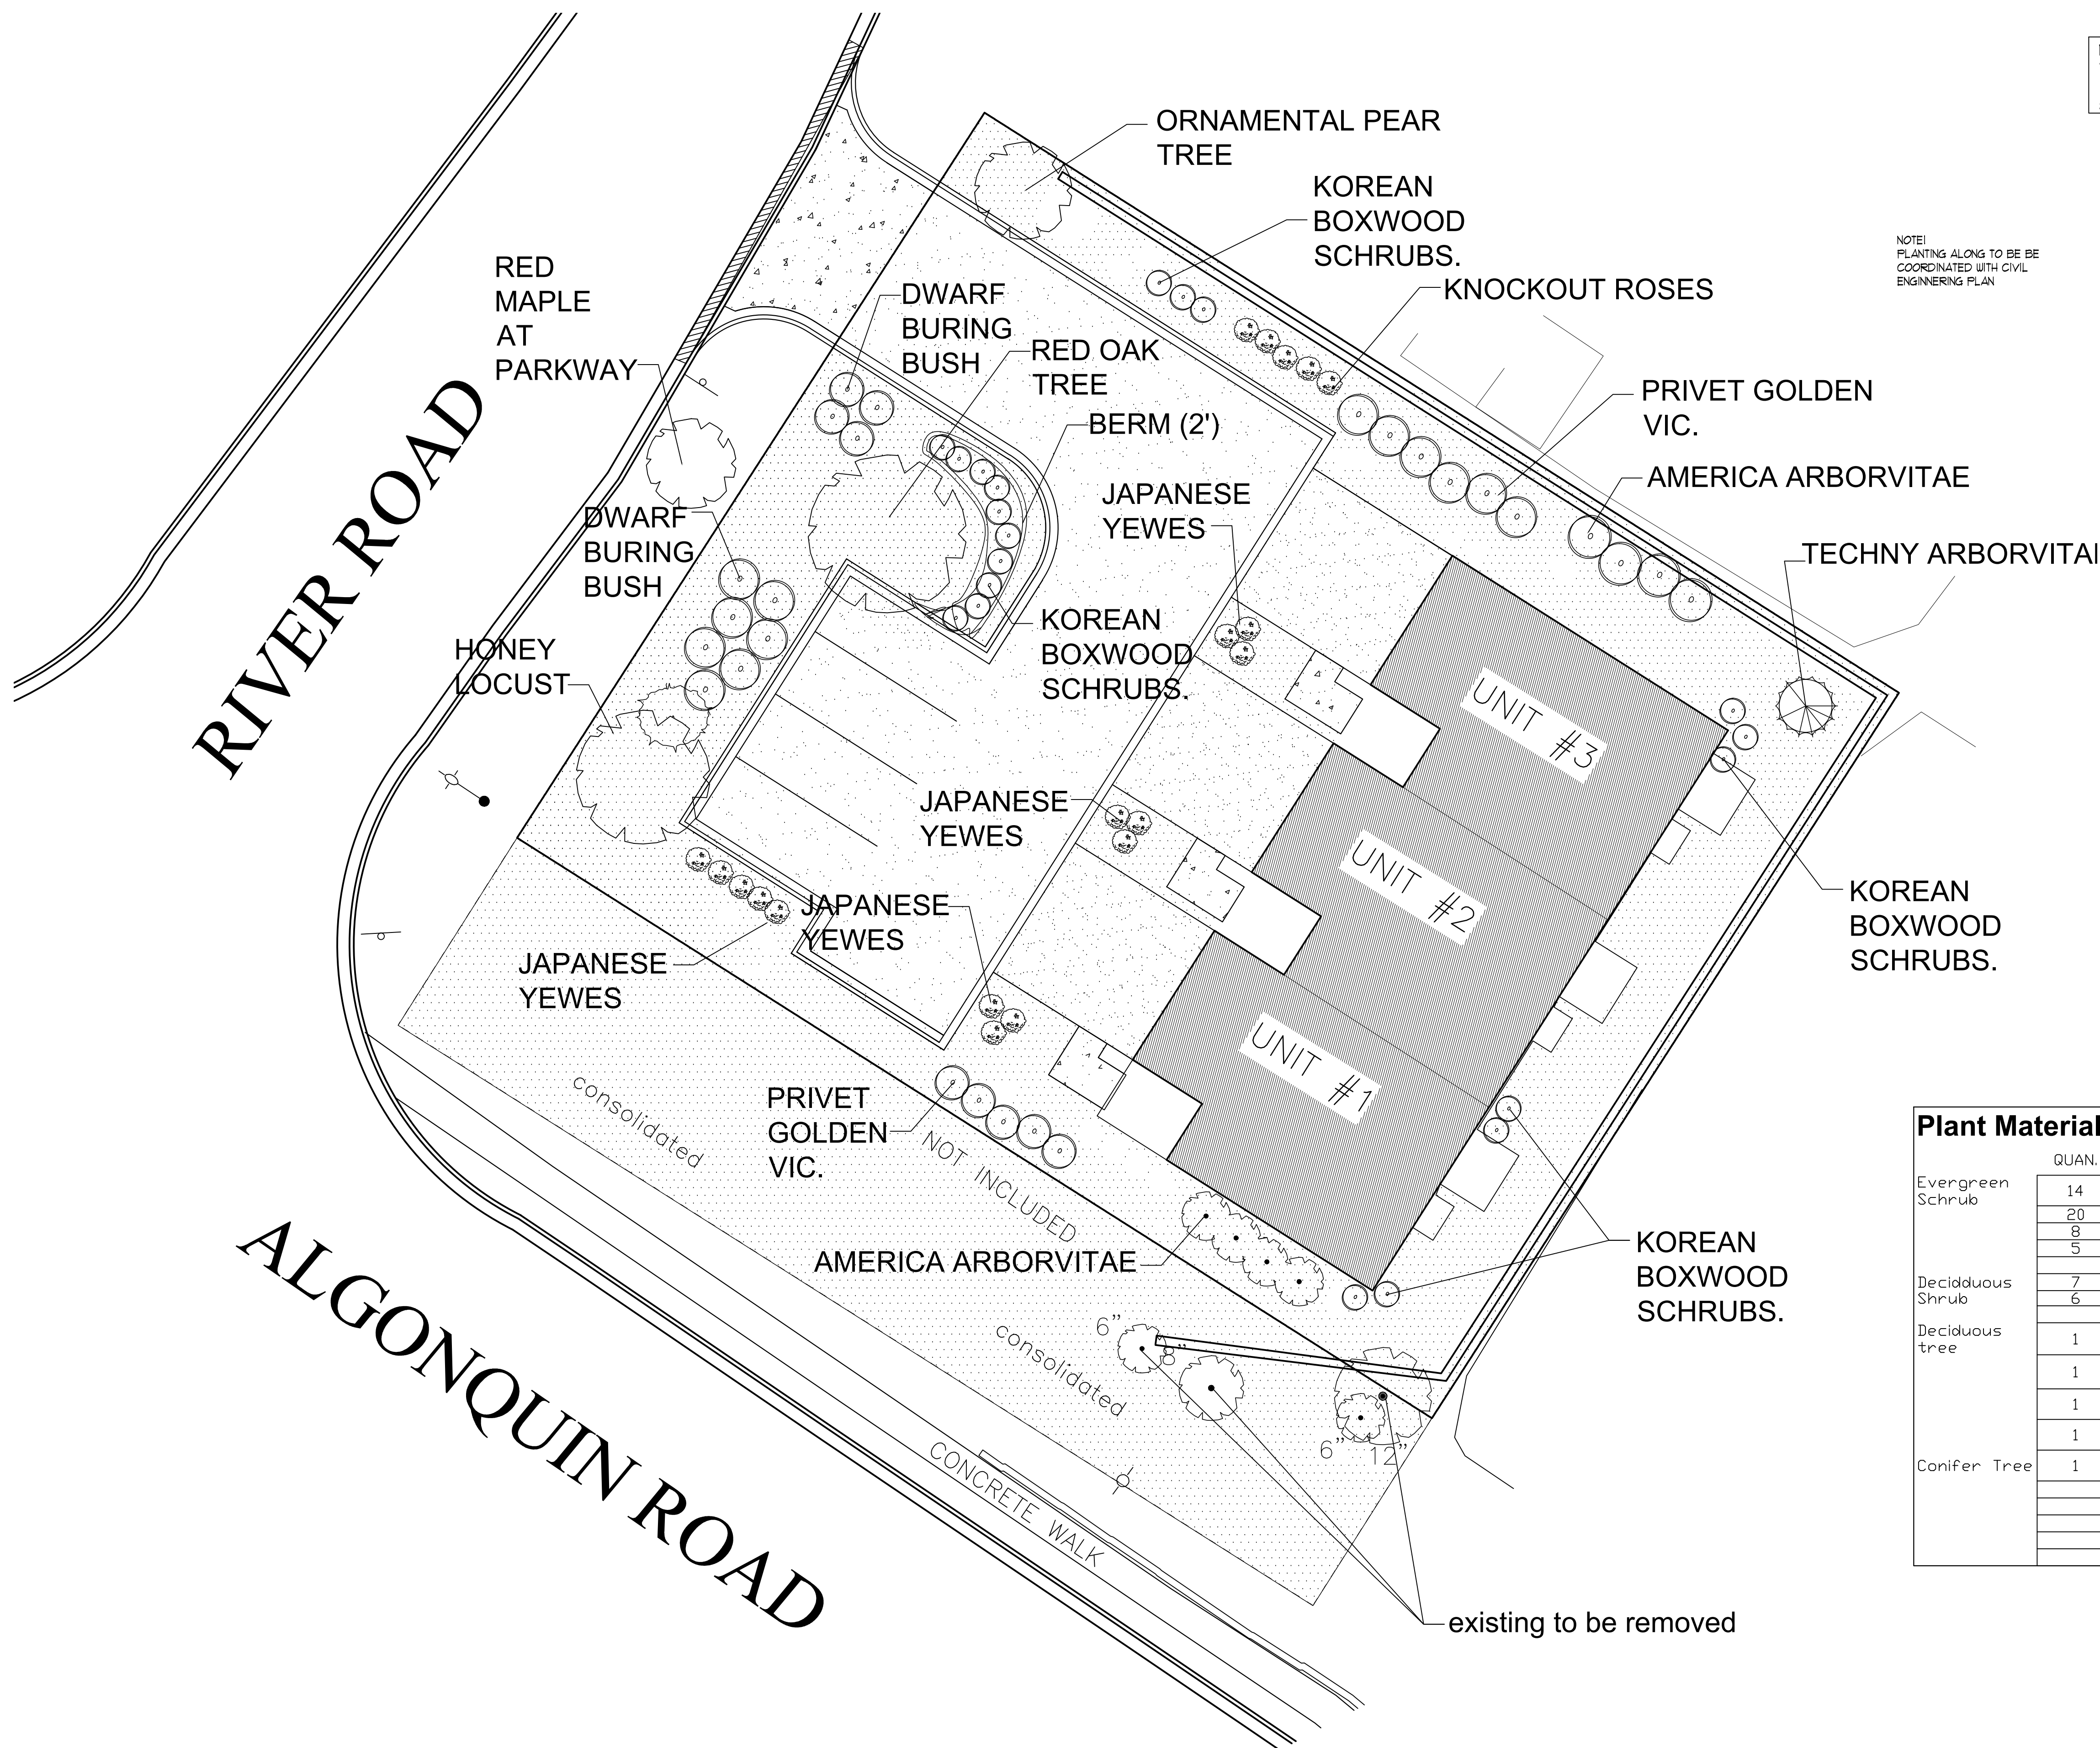 ORNAMENTAL PEAR
TREE
KOREAN
BOXWOOD
SCHRUBS.
KNOCKOUT ROSES
NOTE!
PLANTING ALONG TO BE BE
COORDINATED WITH CIVIL
ENGINNERING PLAN
RED
MAPLE
AT
PARKWAY
DWARF
BURING
BUSH
RED OAK
TREE
BERM (2')
PRIVET GOLDEN
VIC.
AMERICA ARBORVITAE
JAPANESE
YEWES
TECHNY ARBORVITAI
DWARF
BURING
BUSH
RIVER ROAD
KOREAN
BOXWOOD
SCHRUBS.
HONEY
LOCUST
UNIT #3
JAPANESE
YEWES
UNIT #2
JAPANESE
YEWES
KOREAN
BOXWOOD
SCHRUBS.
JAPANESE
YEWES
UNIT #1
consolidated
PRIVET
GOLDEN
VIC.
NOT INCLUDED
AMERICA ARBORVITAE
KOREAN
BOXWOOD
SCHRUBS.
ALGONQUIN ROAD
6"
8"
consolidated
6"
12"
CONCRETE WALK
existing to be removed
Plant Material
QUAN.
Evergreen
Schrub
14
20
8
5
Decidduous
Shrub
7
6
Deciduous
tree
1
1
1
1
Conifer Tree
1